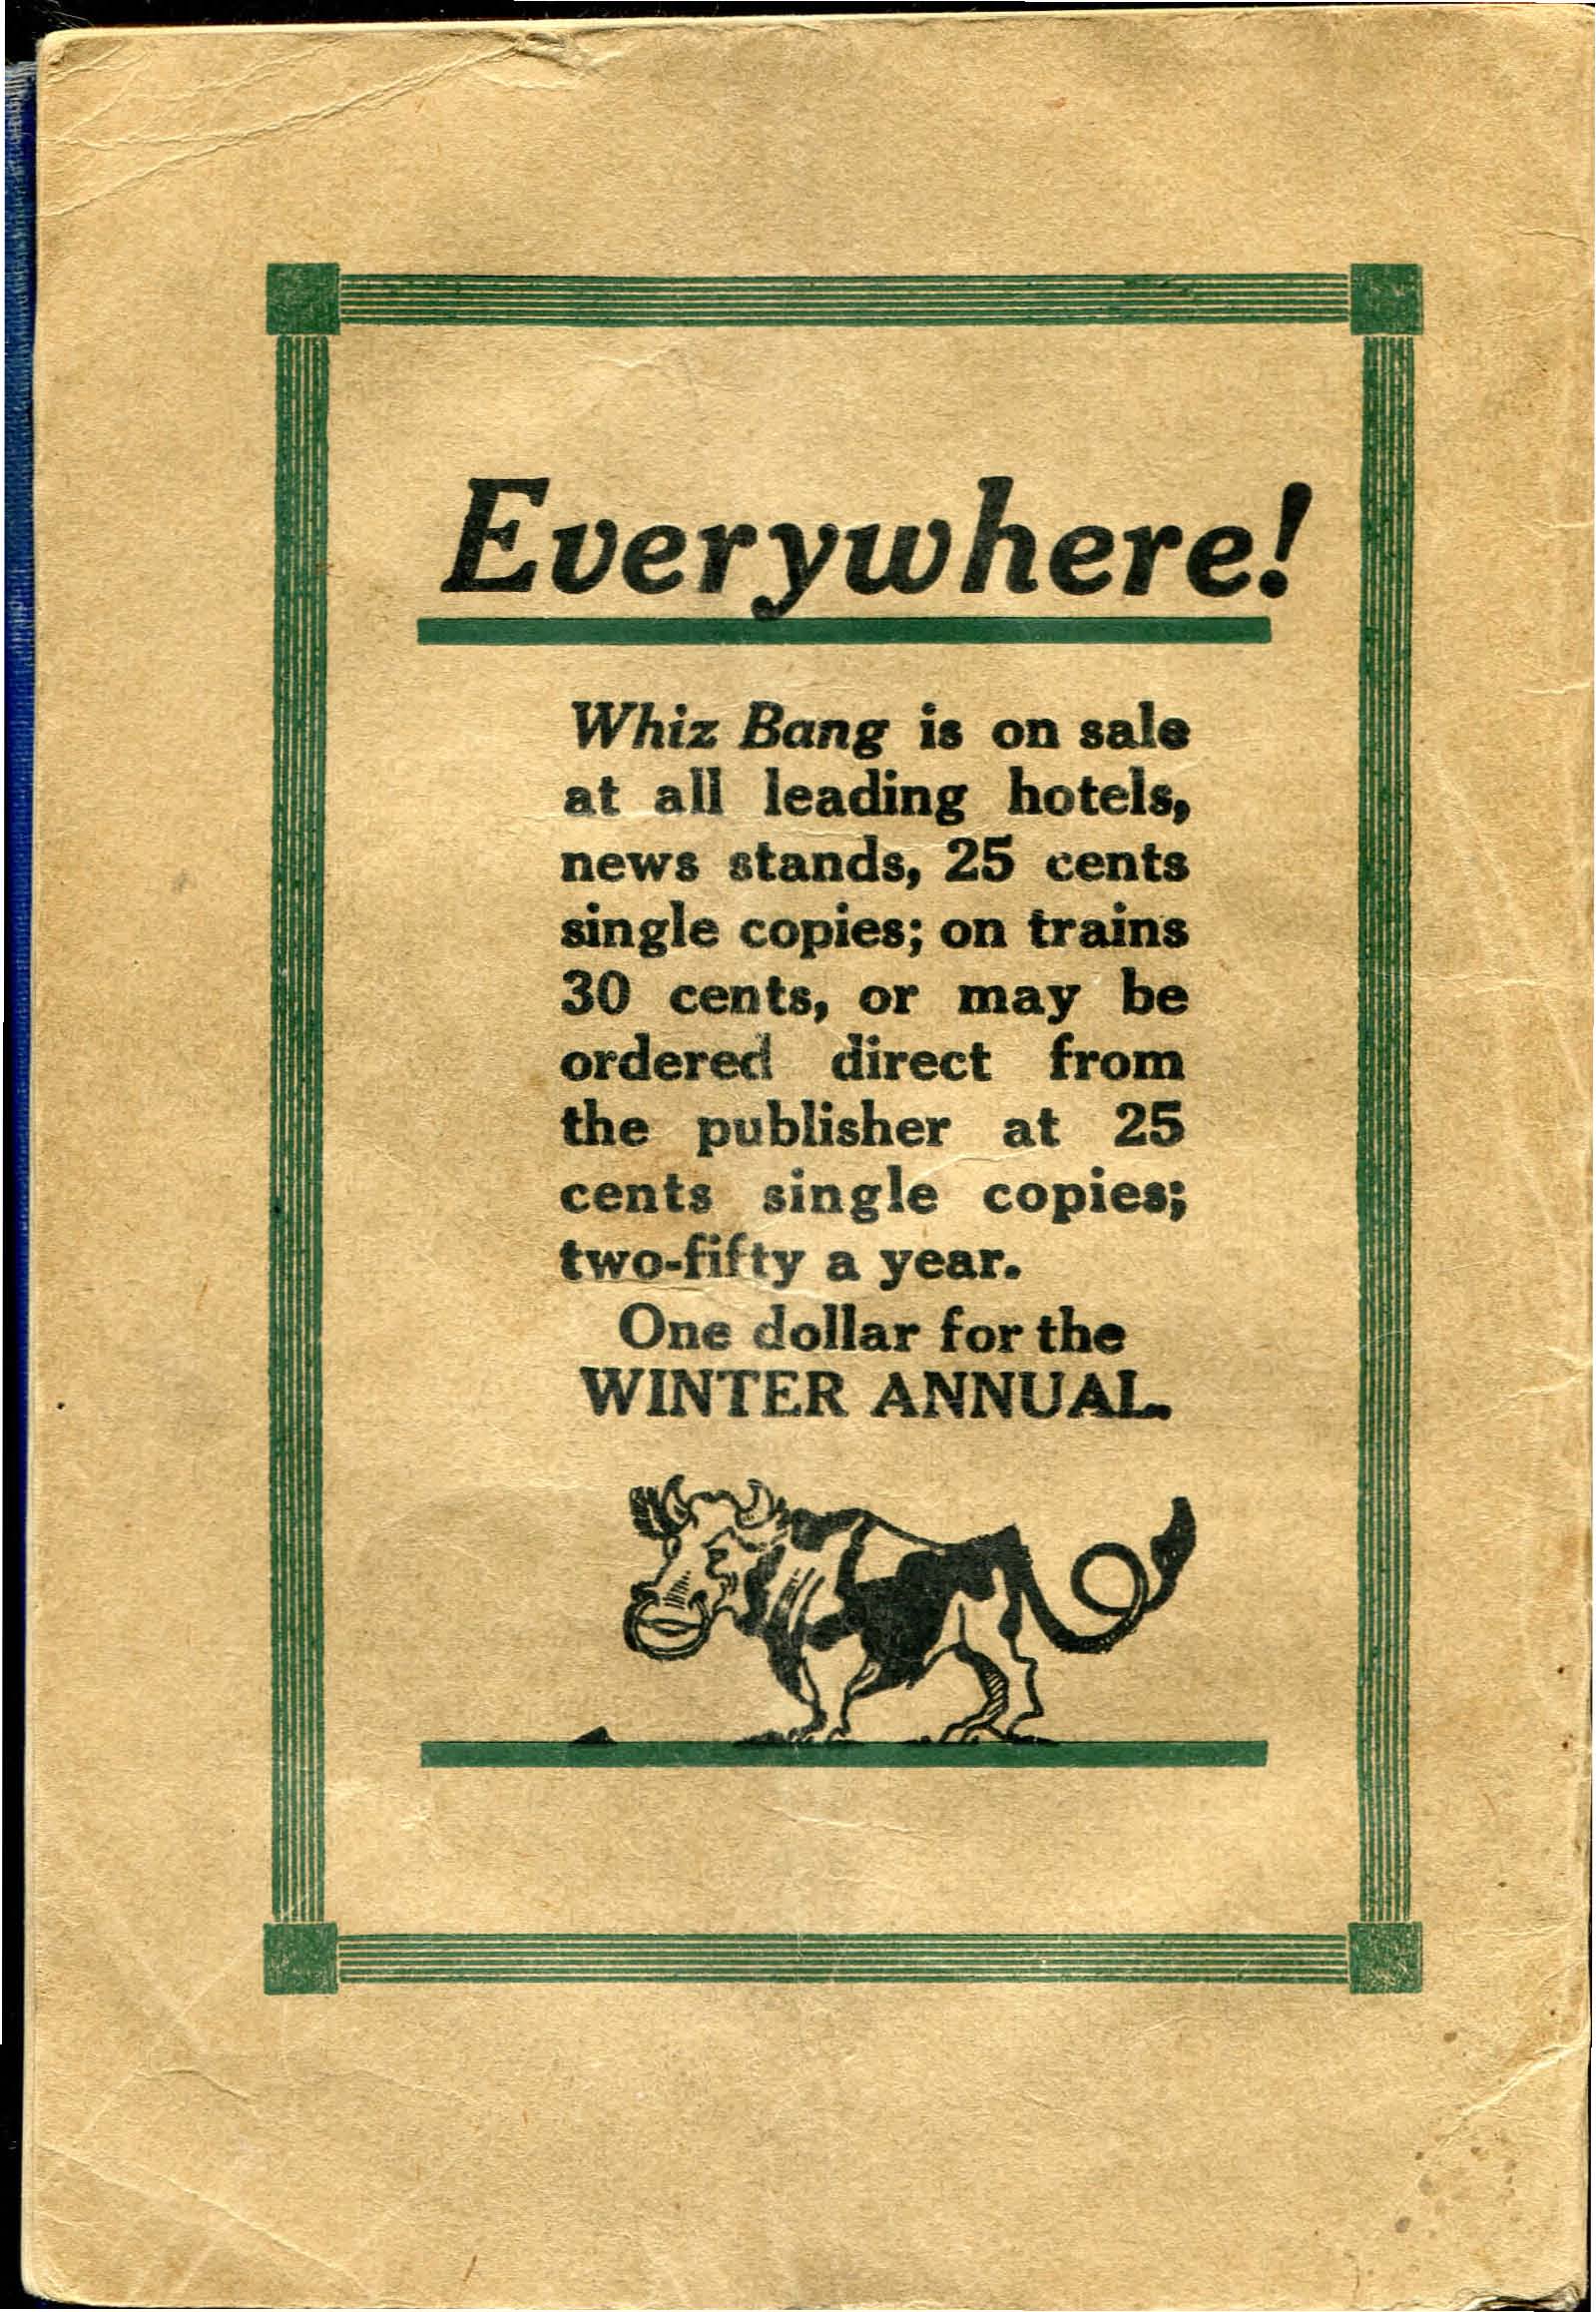 Everywhere!
Whiz Bang is on sale
at all leading hotels,
news stands, 25 cents
single copies; on trains
30 cents, or may be
ordered direct from
the publisher at 25
cents single copies;
two-fifty a year.
One dollar for the
WINTER ANNUAL.